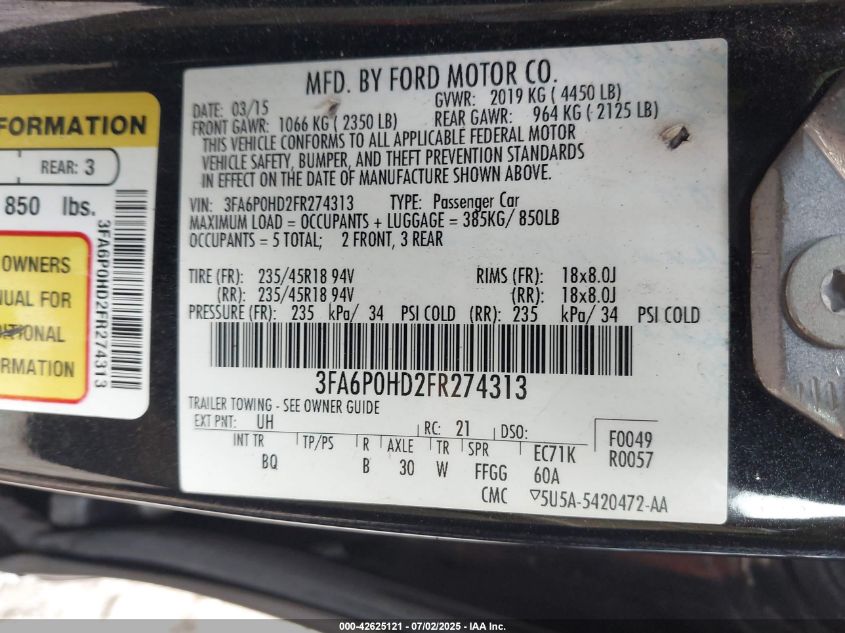 FORMATION
REAR: 3
850 lbs.
OWNERS
NUAL FOR
DITIONAL
ORMATION
3FA6P0HD2FR274313
MFD. BY FORD MOTOR CO.
DATE: 03/15 GVWR: 2019 KG ( 4450 LB)
FRONT GAWR: 1066 KG ( 2350 LB) REAR GAWR: 964 KG ( 2125 LB)
THIS VEHICLE CONFORMS TO ALL APPLICABLE FEDERAL MOTOR
VEHICLE SAFETY, BUMPER, AND THEFT PREVENTION STANDARDS
IN EFFECT ON THE DATE OF MANUFACTURE SHOWN ABOVE.
VIN: 3FA6P0HD2FR274313 TYPE: Passenger Car
MAXIMUM LOAD = OCCUPANTS + LUGGAGE = 385KG/ 850LB
OCCUPANTS = 5 TOTAL; 2 FRONT, 3 REAR
TIRE (FR): 235/45R18 94V RIMS (FR): 18x8.0J
(RR): 235/45R18 94V (RR): 18x8.0J
PRESSURE (FR): 235 kPa/ 34 PSI COLD (RR): 235 kPa/ 34 PSI COLD
3FA6P0HD2FR274313
TRAILER TOWING - SEE OWNER GUIDE
EXT PNT: UH RC: 21 DSO: F0049
INT TR TP/PS R AXLE TR SPR EC71K R0057
BQ B 30 W FFGG 60A
CMC ▽5U5A-5420472-AA
000-42625121 - 07/02/2025 - IAA Inc.